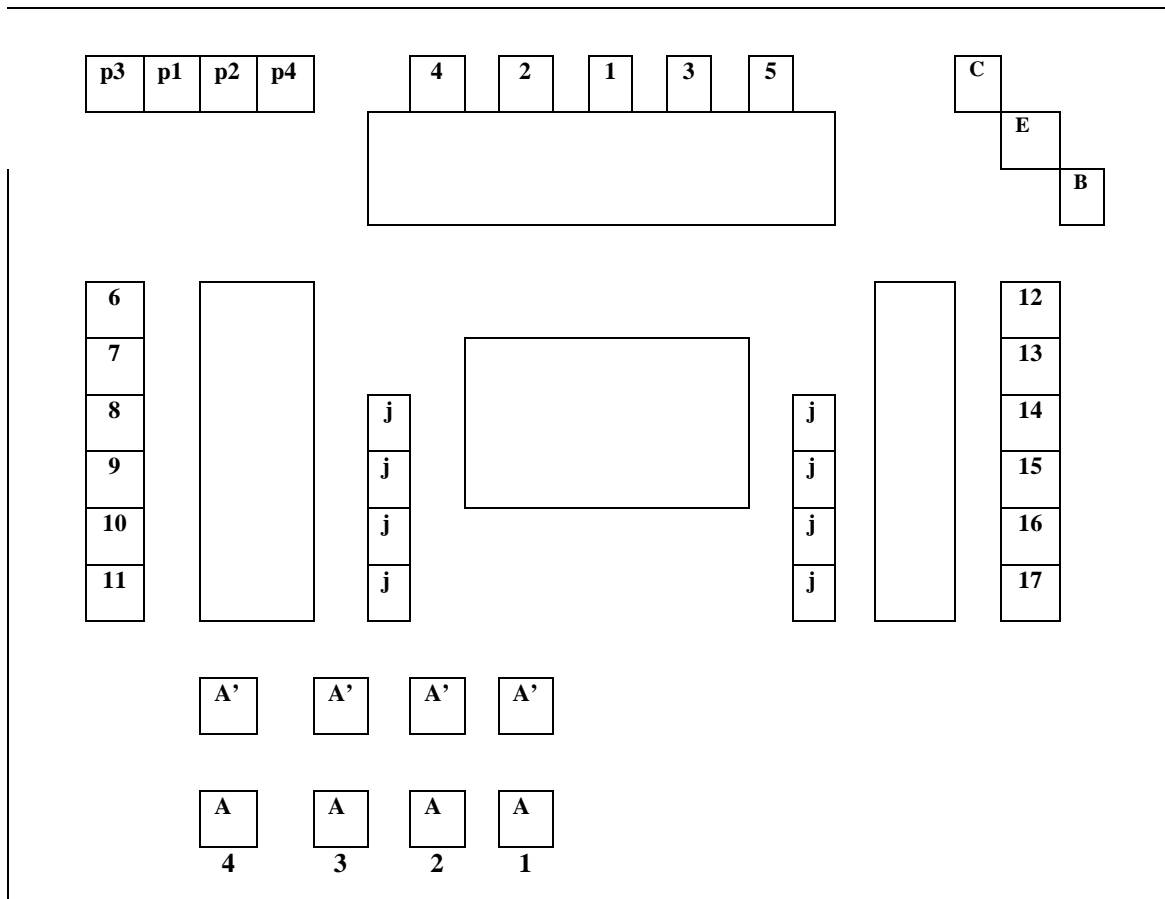 p3 p1 p2 p4 4 2 1 3 5 C
E
B
6 12
7 13
8 j j 14
9 j j 15
10 j j 16
11 j j 17
A’ A’ A’ A’
A A A A
4 3 2 1